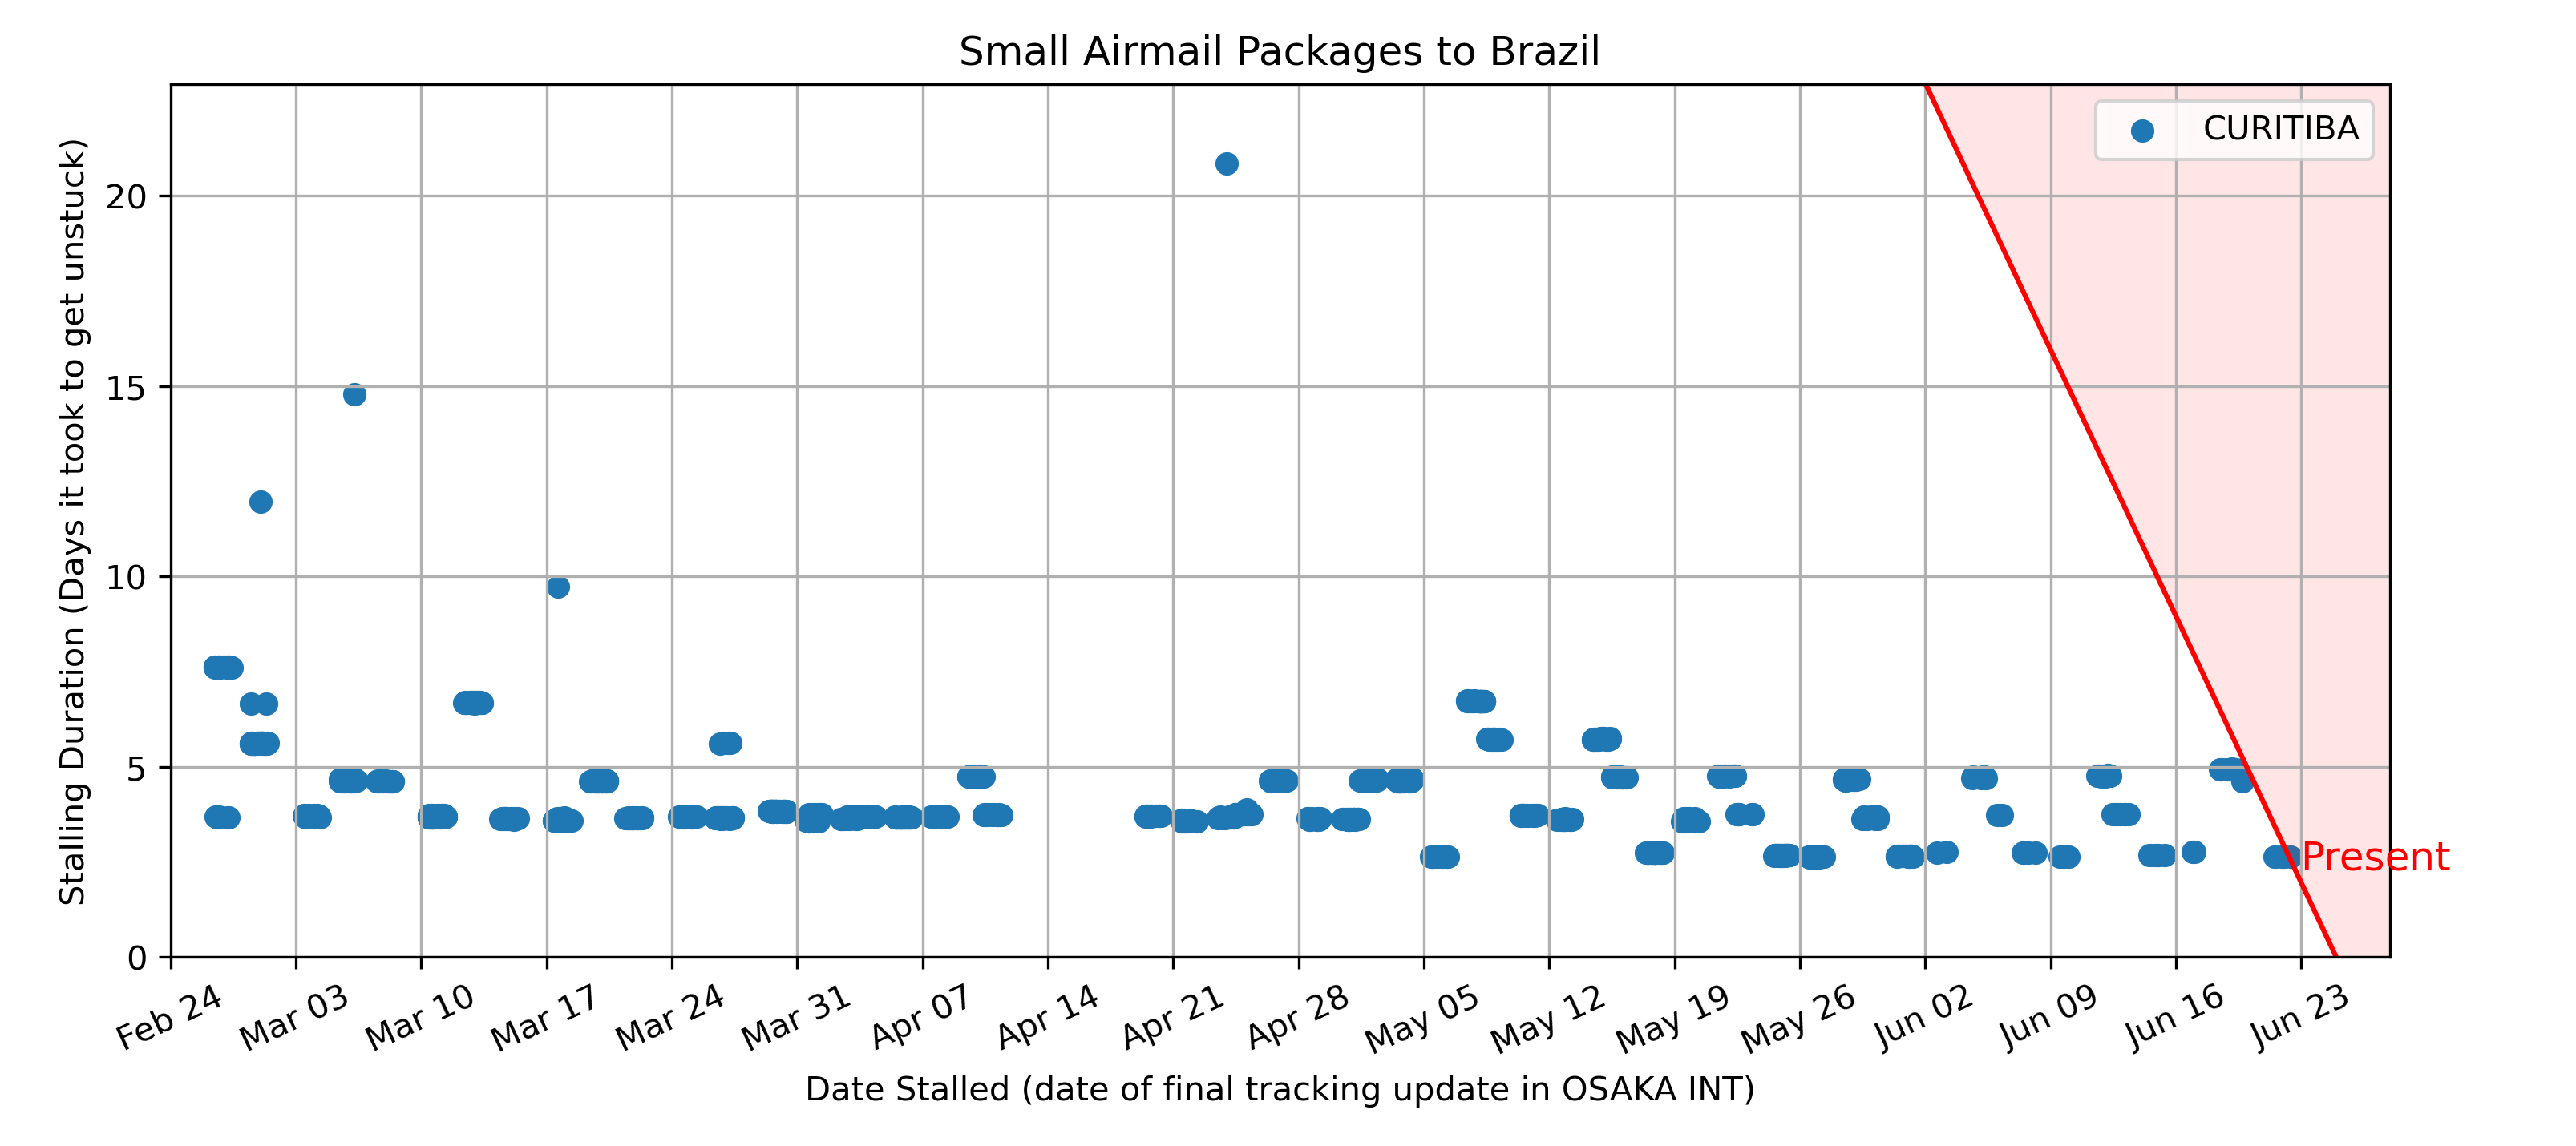 Small Airmail Packages to Brazil
CURITIBA
Stalling Duration (Days it took to get unstuck)
20
15
10
5
0
Present
Feb 24
Mar 03
Mar 10
Mar 17
Mar 24
Mar 31
Apr 07
Apr 14
Apr 21
Apr 28
May 05
May 12
May 19
May 26
Jun 02
Jun 09
Jun 16
Jun 23
Date Stalled (date of final tracking update in OSAKA INT)